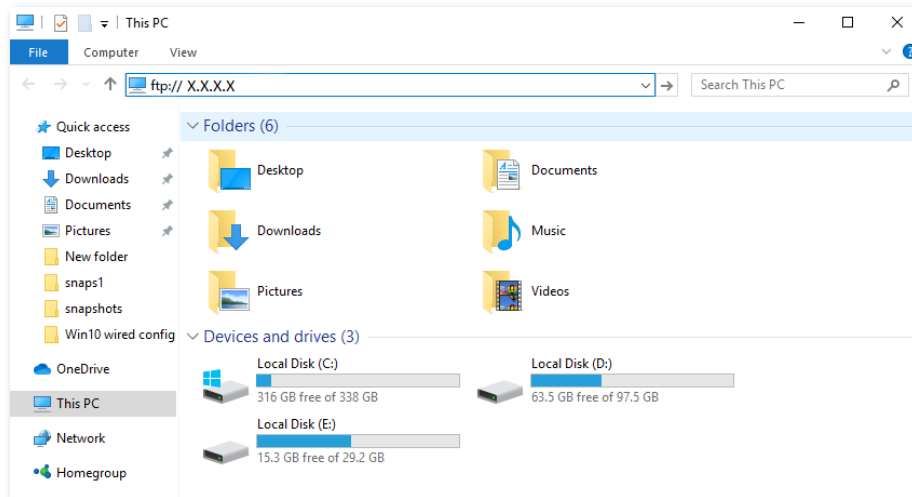 This PC
File Computer View
ftp:// X.X.X.X
Search This PC
Quick access
Desktop
Downloads
Documents
Pictures
New folder
snaps1
snapshots
Win10 wired config
OneDrive
This PC
Network
Homegroup
Folders (6)
Desktop
Documents
Downloads
Music
Pictures
Videos
Devices and drives (3)
Local Disk (C:)
316 GB free of 338 GB
Local Disk (D:)
63.5 GB free of 97.5 GB
Local Disk (E:)
15.3 GB free of 29.2 GB